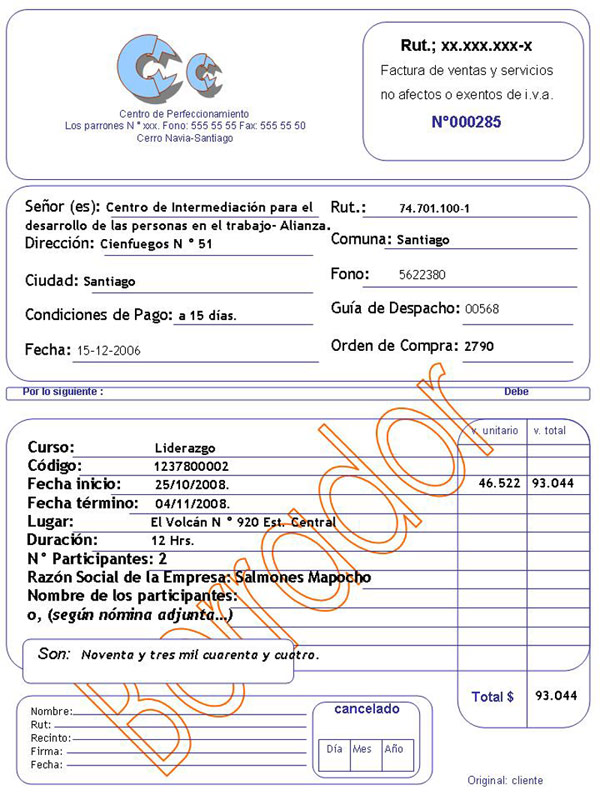 Rut.; xx.xxx.xxx-x
Factura de ventas y servicios
no afectos o exentos de i.v.a.
N°000285
Centro de Perfeccionamiento
Los parrones N ° xxx. Fono: 555 55 55 Fax: 555 55 50
Cerro Navia-Santiago
Señor (es): Centro de Intermediación para el
desarrollo de las personas en el trabajo- Alianza.
Dirección: Cienfuegos N ° 51
Ciudad: Santiago
Condiciones de Pago: a 15 días.
Fecha: 15-12-2006
Rut.: 74.701.100-1
Comuna: Santiago
Fono: 5622380
Guía de Despacho: 00568
Orden de Compra: 2790
Por lo siguiente : Debe
v. unitario v. total
Curso: Liderazgo
Código: 1237800002
Fecha inicio: 25/10/2008. 46.522 93.044
Fecha término: 04/11/2008.
Lugar: El Volcán N ° 920 Est. Central
Duración: 12 Hrs.
N° Participantes: 2
Razón Social de la Empresa: Salmones Mapocho
Nombre de los participantes:
o, (según nómina adjunta...)
Borrador
Son: Noventa y tres mil cuarenta y cuatro.
Total $ 93.044
Nombre:
Rut:
Recinto:
Firma:
Fecha:
cancelado
Día Mes Año
Original: cliente